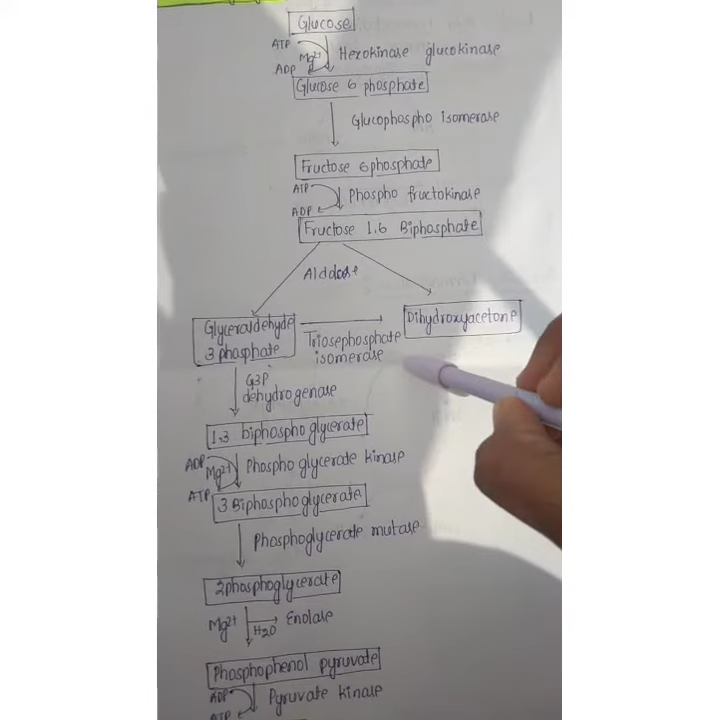 Glucose
ATP
Mg2+
Hexokinase glucokinase
ADP
Glucose 6 phosphate
Glucophospho isomerase
Fructose 6phosphate
ATP
Phospho fructokinase
ADP
Fructose 1.6 Biphosphate
Aldolase
Glyceraldehyde
3 phosphate
Dihydroxyacetone
Triosephosphate
isomerase
G3P
dehydrogenase
1.3 biphospho glycerate
ADP
Mg2+
Phospho glycerate kinase
ATP
3 Biphosphoglycerate
Phosphoglycerate mutase
2phosphoglycerate
Mg2+
H2O
Enolase
Phosphophenol pyruvate
ADP
Pyruvate kinase
ATP